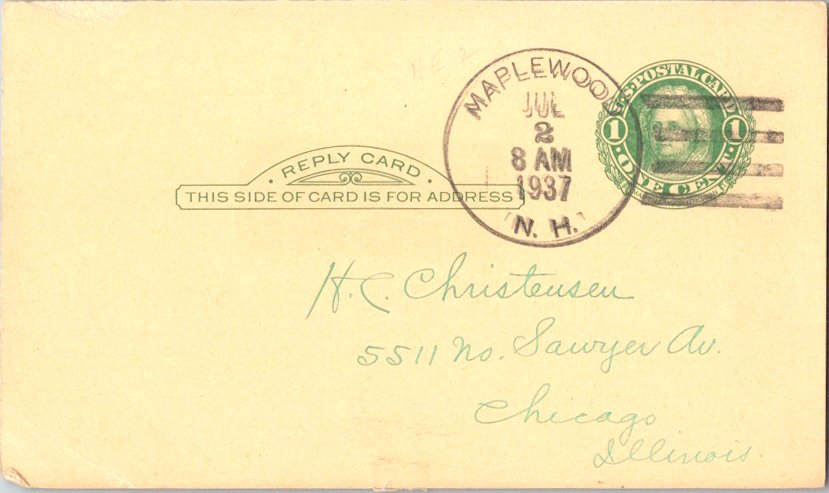 MAPLEWOOD
JUL
2
8 AM
1937
N. H.
U·S·POSTAL CARD
1 1
ONE CENT
REPLY CARD
THIS SIDE OF CARD IS FOR ADDRESS
H. C. Christensen
5511 No. Sawyer Av.
Chicago
Illinois.